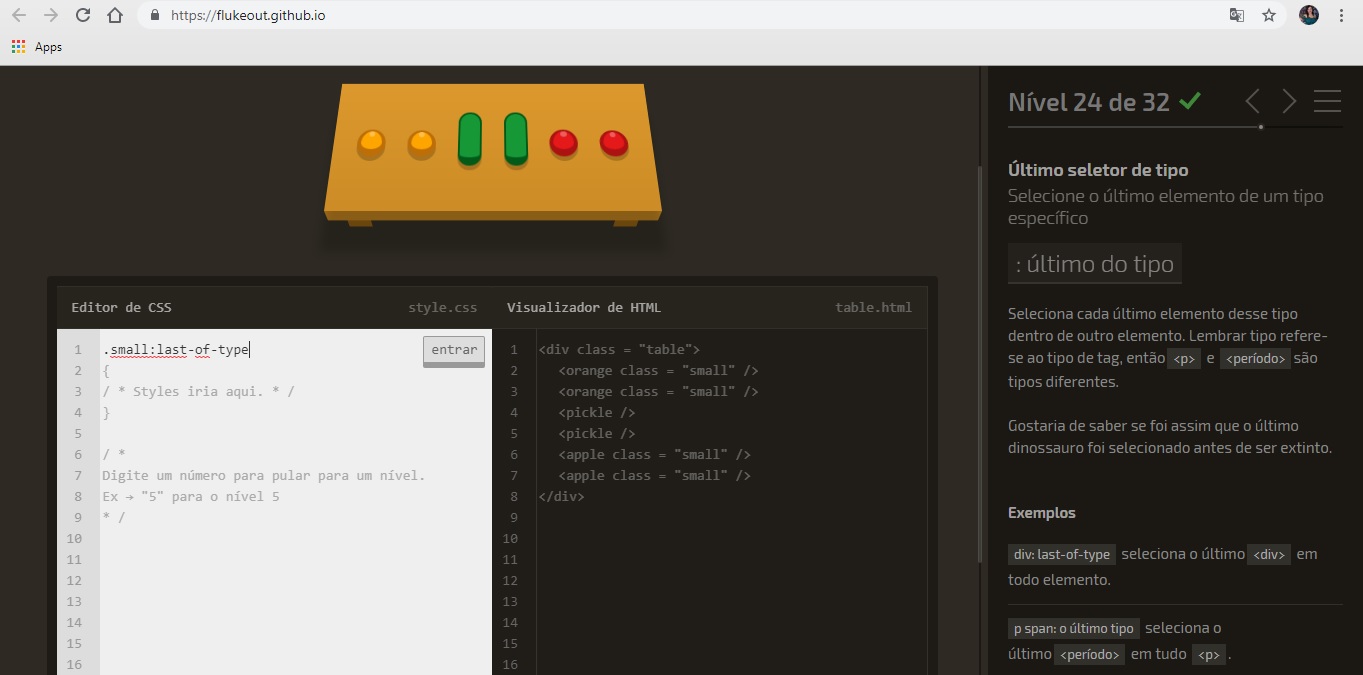 https://flukeout.github.io
Apps
Nível 24 de 32
Último seletor de tipo
Selecione o último elemento de um tipo
específico
: último do tipo
Seleciona cada último elemento desse tipo
dentro de outro elemento. Lembrar tipo refere-
se ao tipo de tag, então <p> e <período> são
tipos diferentes.
Gostaria de saber se foi assim que o último
dinossauro foi selecionado antes de ser extinto.
Exemplos
div: last-of-type seleciona o último <div> em
todo elemento.
p span: o último tipo seleciona o
último <período> em tudo <p> .
Editor de CSS style.css
1 .small:last-of-type entrar
2 {
3 / * Styles iria aqui. * /
4 }
5
6 / *
7 Digite um número para pular para um nível.
8 Ex → "5" para o nível 5
9 * /
10
11
12
13
14
15
16
Visualizador de HTML table.html
1 <div class = "table">
2 <orange class = "small" />
3 <orange class = "small" />
4 <pickle />
5 <pickle />
6 <apple class = "small" />
7 <apple class = "small" />
8 </div>
9
10
11
12
13
14
15
16